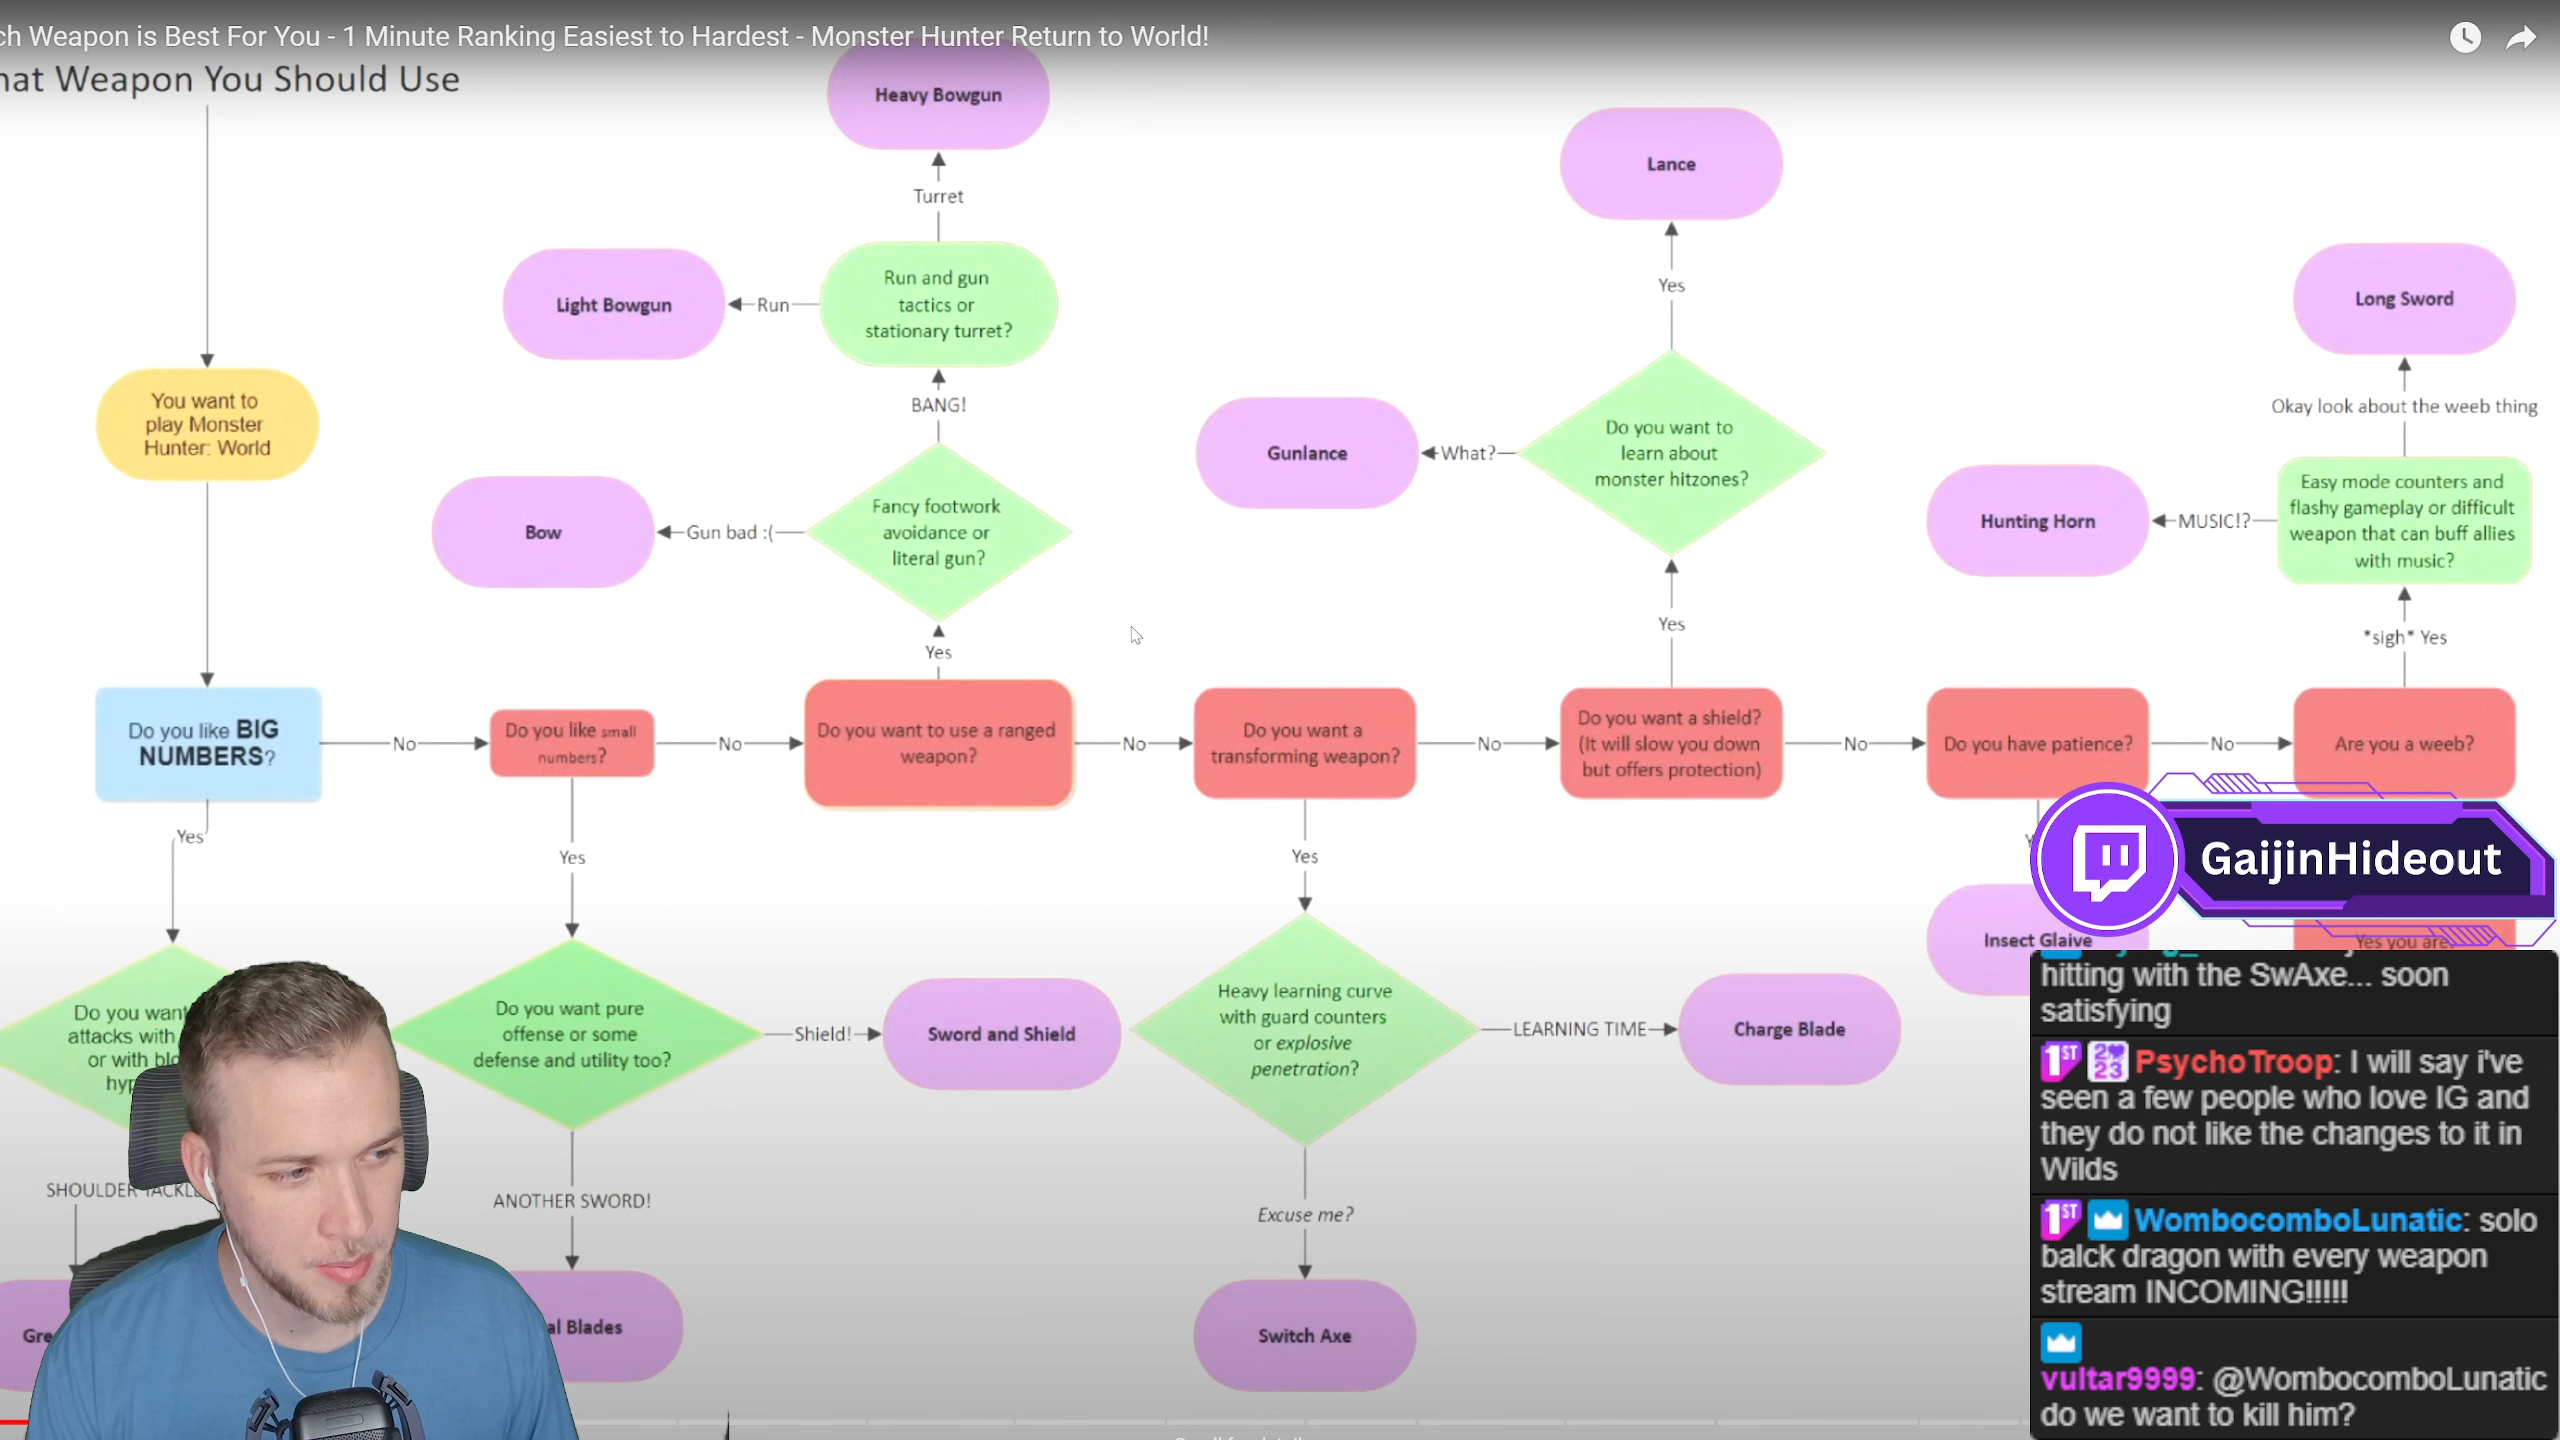 ch Weapon is Best For You - 1 Minute Ranking Easiest to Hardest - Monster Hunter Return to World!
hat Weapon You Should Use
Heavy Bowgun
Turret
Lance
Light Bowgun
Run
Run and gun
tactics or
stationary turret?
Yes
Long Sword
You want to
play Monster
Hunter: World
BANG!
Okay look about the weeb thing
Gunlance
What?
Do you want to
learn about
monster hitzones?
Bow
Gun bad :(
Fancy footwork
avoidance or
literal gun?
Hunting Horn
MUSIC!?
Easy mode counters and
flashy gameplay or difficult
weapon that can buff allies
with music?
Yes
Yes
*sigh* Yes
Do you like BIG
NUMBERS?
No
Do you like small
numbers?
No
Do you want to use a ranged
weapon?
No
Do you want a
transforming weapon?
No
Do you want a shield?
(It will slow you down
but offers protection)
No
Do you have patience?
No
Are you a weeb?
Yes
Yes
Yes
GaijinHideout
Insect Glaive
Yes you are
Do you want
attacks with
or with
Do you want pure
offense or some
defense and utility too?
Shield!
Sword and Shield
Heavy learning curve
with guard counters
or explosive
penetration?
LEARNING TIME
Charge Blade
SHOULDER TACKL
ANOTHER SWORD!
Excuse me?
Gre
al Blades
Switch Axe
hitting with the SwAxe... soon
satisfying
1ST PsychoTroop: I will say i've
seen a few people who love IG and
they do not like the changes to it in
Wilds
1ST WombocomboLunatic: solo
balck dragon with every weapon
stream INCOMING!!!!!
vultar9999: @WombocomboLunatic
do we want to kill him?